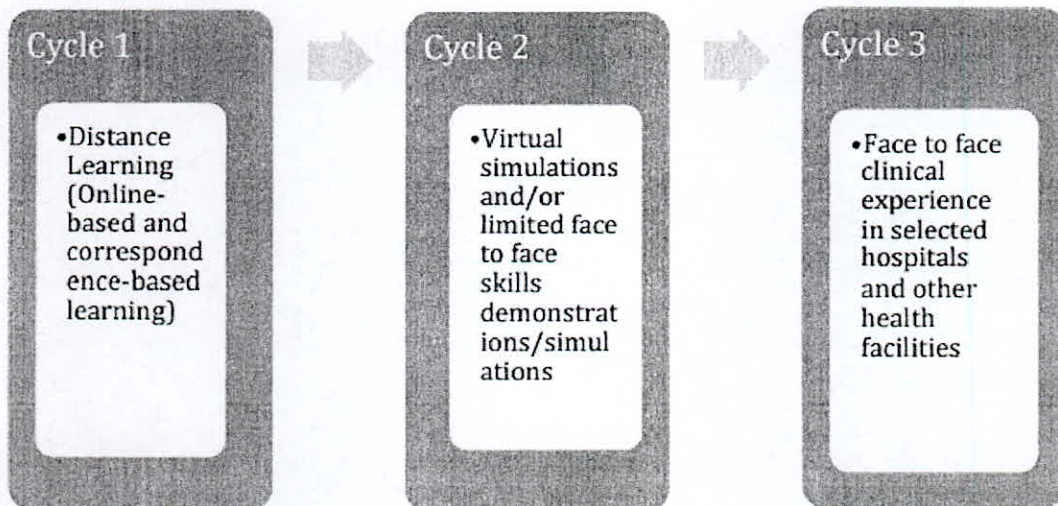 Cycle 1
•Distance
Learning
(Online-
based and
correspond
ence-based
learning)
Cycle 2
•Virtual
simulations
and/or
limited face
to face
skills
demonstrat
ions/simul
ations
Cycle 3
•Face to face
clinical
experience
in selected
hospitals
and other
health
facilities